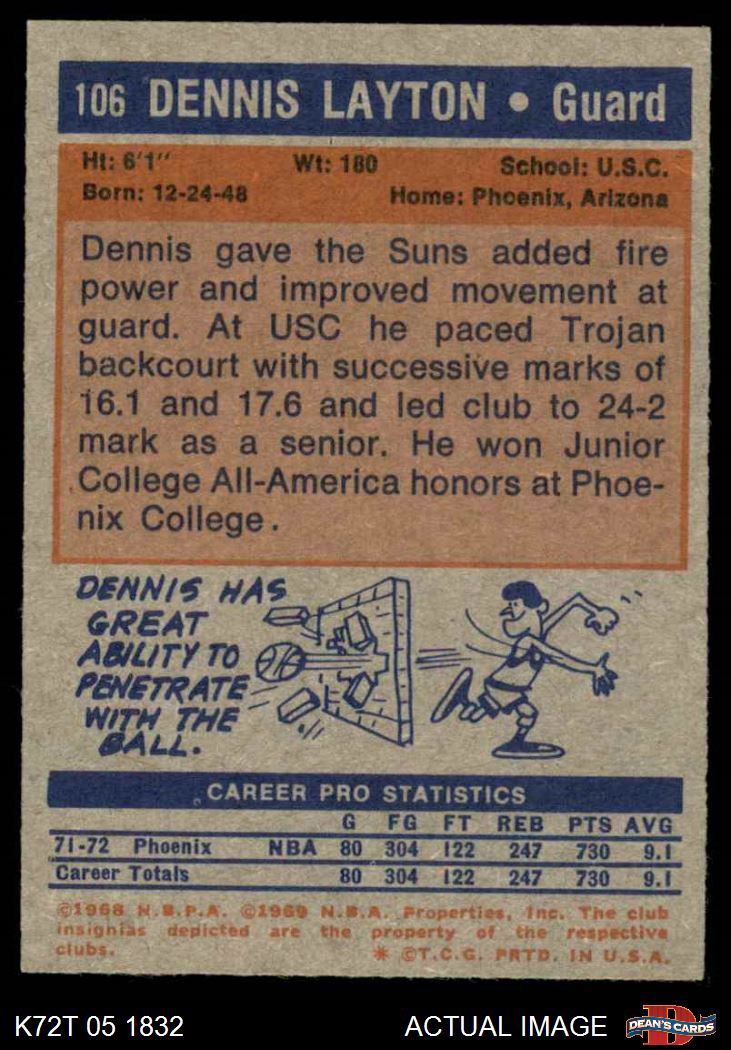 106 DENNIS LAYTON • Guard
Ht: 6'1" Wt: 180 School: U.S.C.
Born: 12-24-48 Home: Phoenix, Arizona
Dennis gave the Suns added fire
power and improved movement at
guard. At USC he paced Trojan
backcourt with successive marks of
16.1 and 17.6 and led club to 24-2
mark as a senior. He won Junior
College All-America honors at Phoe-
nix College.
DENNIS HAS
GREAT
ABILITY TO
PENETRATE
WITH THE
BALL.
CAREER PRO STATISTICS
G FG FT REB PTS AVG
71-72 Phoenix NBA 80 304 122 247 730 9.1
Career Totals 80 304 122 247 730 9.1
©1968 N.B.P.A. ©1969 N.B.A. Properties, Inc. The club
insignias depicted are the property of the respective
clubs. * ©T.C.G. PRTD. IN U.S.A.
K72T 05 1832 ACTUAL IMAGE DEAN'S CARDS